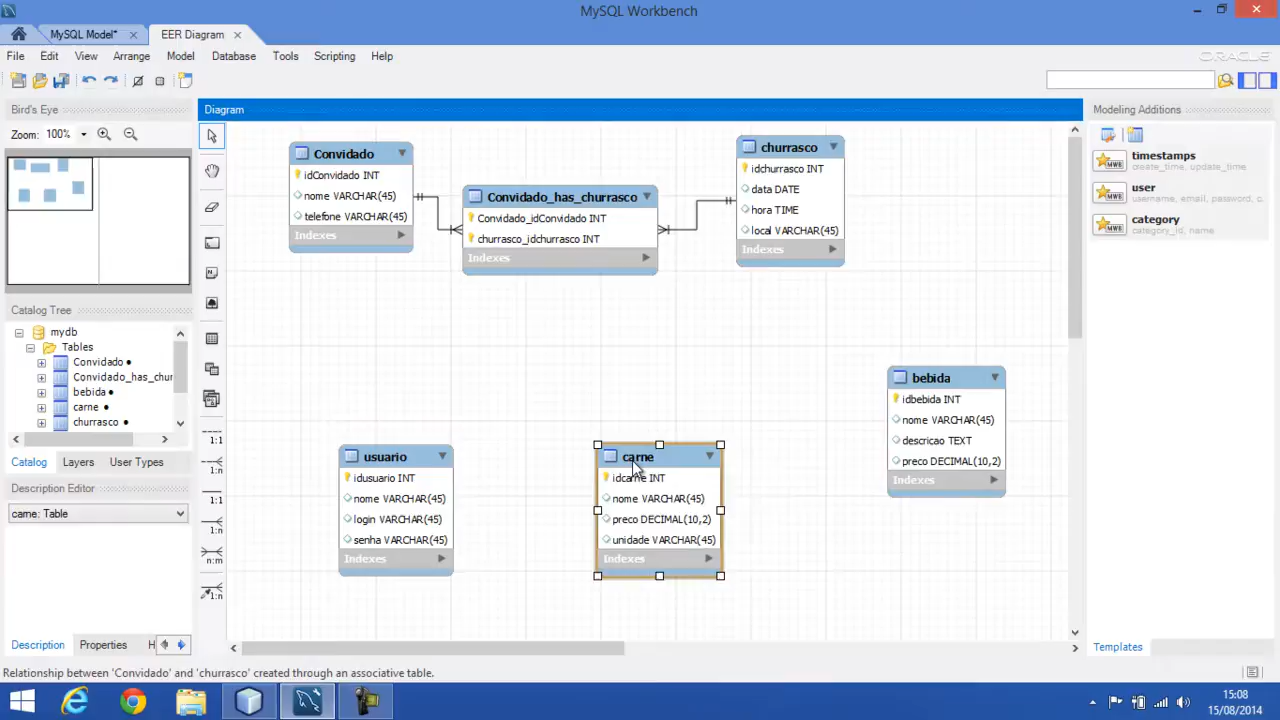 MySQL Workbench
MySQL Model*
EER Diagram
File Edit View Arrange Model Database Tools Scripting Help
ORACLE
Bird's Eye
Zoom: 100%
Diagram
Modeling Additions
timestamps
create_time, update_time
user
username, email, password, c
category
category_id, name
Convidado
idConvidado INT
nome VARCHAR(45)
telefone VARCHAR(45)
Indexes
Convidado_has_churrasco
Convidado_idConvidado INT
churrasco_idchurrasco INT
Indexes
churrasco
idchurrasco INT
data DATE
hora TIME
local VARCHAR(45)
Indexes
Catalog Tree
mydb
Tables
Convidado
Convidado_has_chur
bebida
carne
churrasco
Catalog Layers User Types
Description Editor
carne: Table
1:1
1:n
1:1
1:n
n:m
1:n
bebida
idbebida INT
nome VARCHAR(45)
descricao TEXT
preco DECIMAL(10,2)
Indexes
usuario
idusuario INT
nome VARCHAR(45)
login VARCHAR(45)
senha VARCHAR(45)
Indexes
carne
idcarne INT
nome VARCHAR(45)
preco DECIMAL(10,2)
unidade VARCHAR(45)
Indexes
Description Properties H
Templates
Relationship between 'Convidado' and 'churrasco' created through an associative table.
15:08
15/08/2014